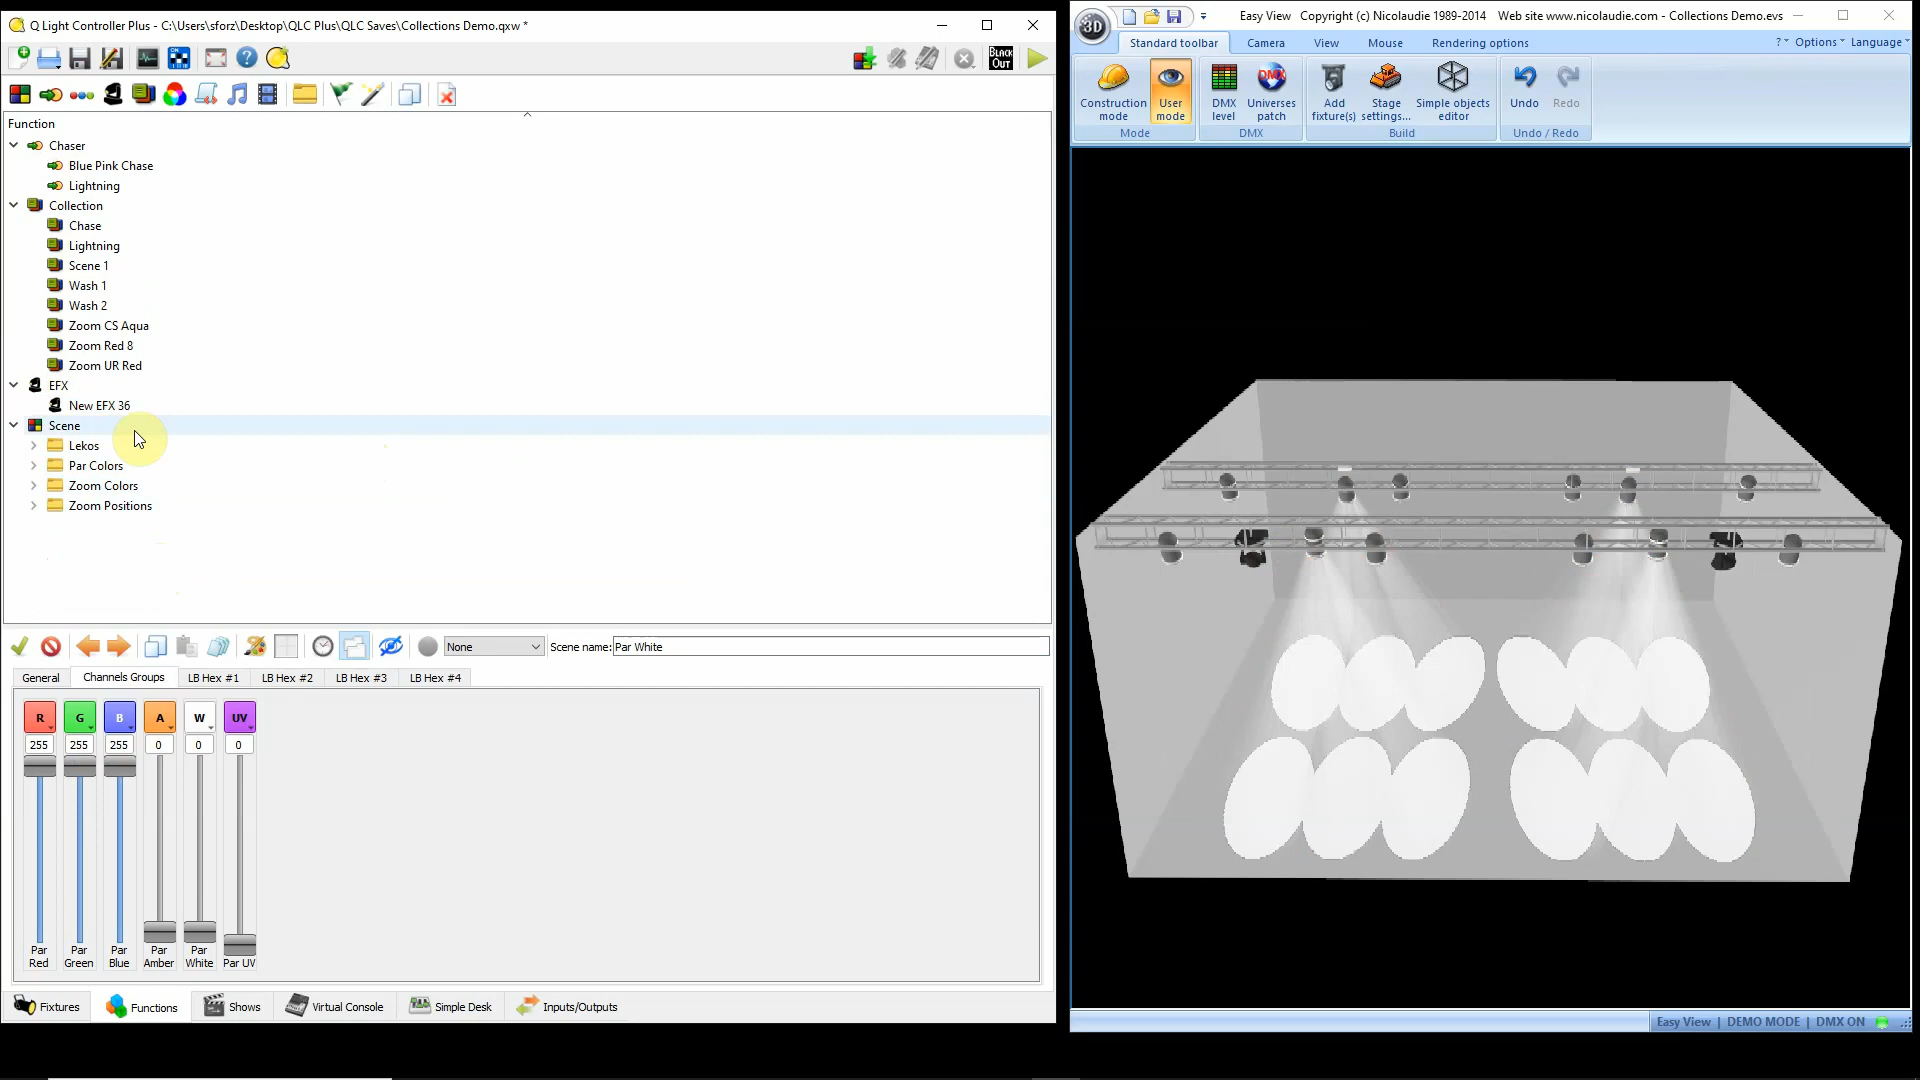 Q Light Controller Plus - C:\Users\sforz\Desktop\QLC Plus\QLC Saves\Collections Demo.qxw *
BLACK
OUT
Function
Chaser
Blue Pink Chase
Lightning
Collection
Chase
Lightning
Scene 1
Wash 1
Wash 2
Zoom CS Aqua
Zoom Red 8
Zoom UR Red
EFX
New EFX 36
Scene
Lekos
Par Colors
Zoom Colors
Zoom Positions
None
Scene name: Par White
General
Channels Groups
LB Hex #1
LB Hex #2
LB Hex #3
LB Hex #4
R G B A W UV
255 255 255 0 0 0
Par Red
Par Green
Par Blue
Par Amber
Par White
Par UV
Fixtures
Functions
Shows
Virtual Console
Simple Desk
Inputs/Outputs
3D
Easy View Copyright (c) Nicolaudie 1989-2014 Web site www.nicolaudie.com - Collections Demo.evs
Standard toolbar
Camera
View
Mouse
Rendering options
? Options Language
Construction mode
User mode
DMX level
DMX
Universes patch
Add fixture(s)
Stage settings...
Simple objects editor
Undo
Redo
Mode
DMX
Build
Undo / Redo
Easy View | DEMO MODE | DMX ON